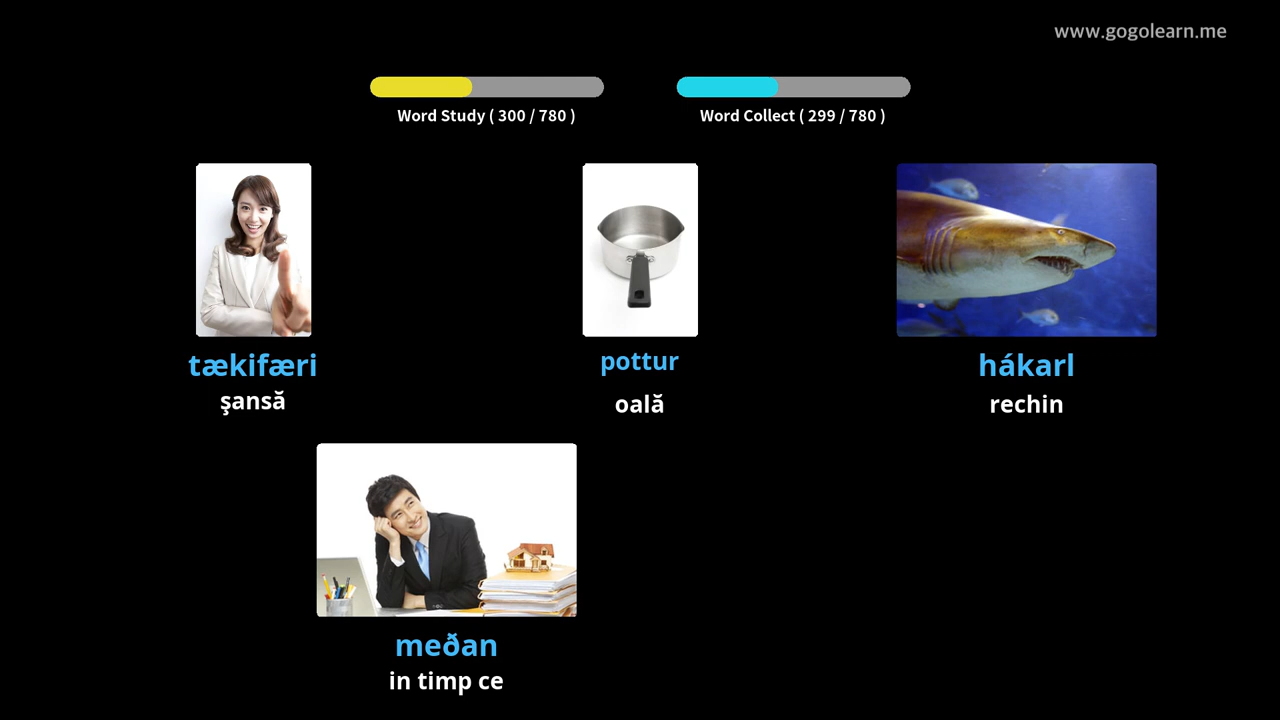 www.gogolearn.me
Word Study ( 300 / 780 )
Word Collect ( 299 / 780 )
tækifæri
şansă
pottur
oală
hákarl
rechin
meðan
in timp ce